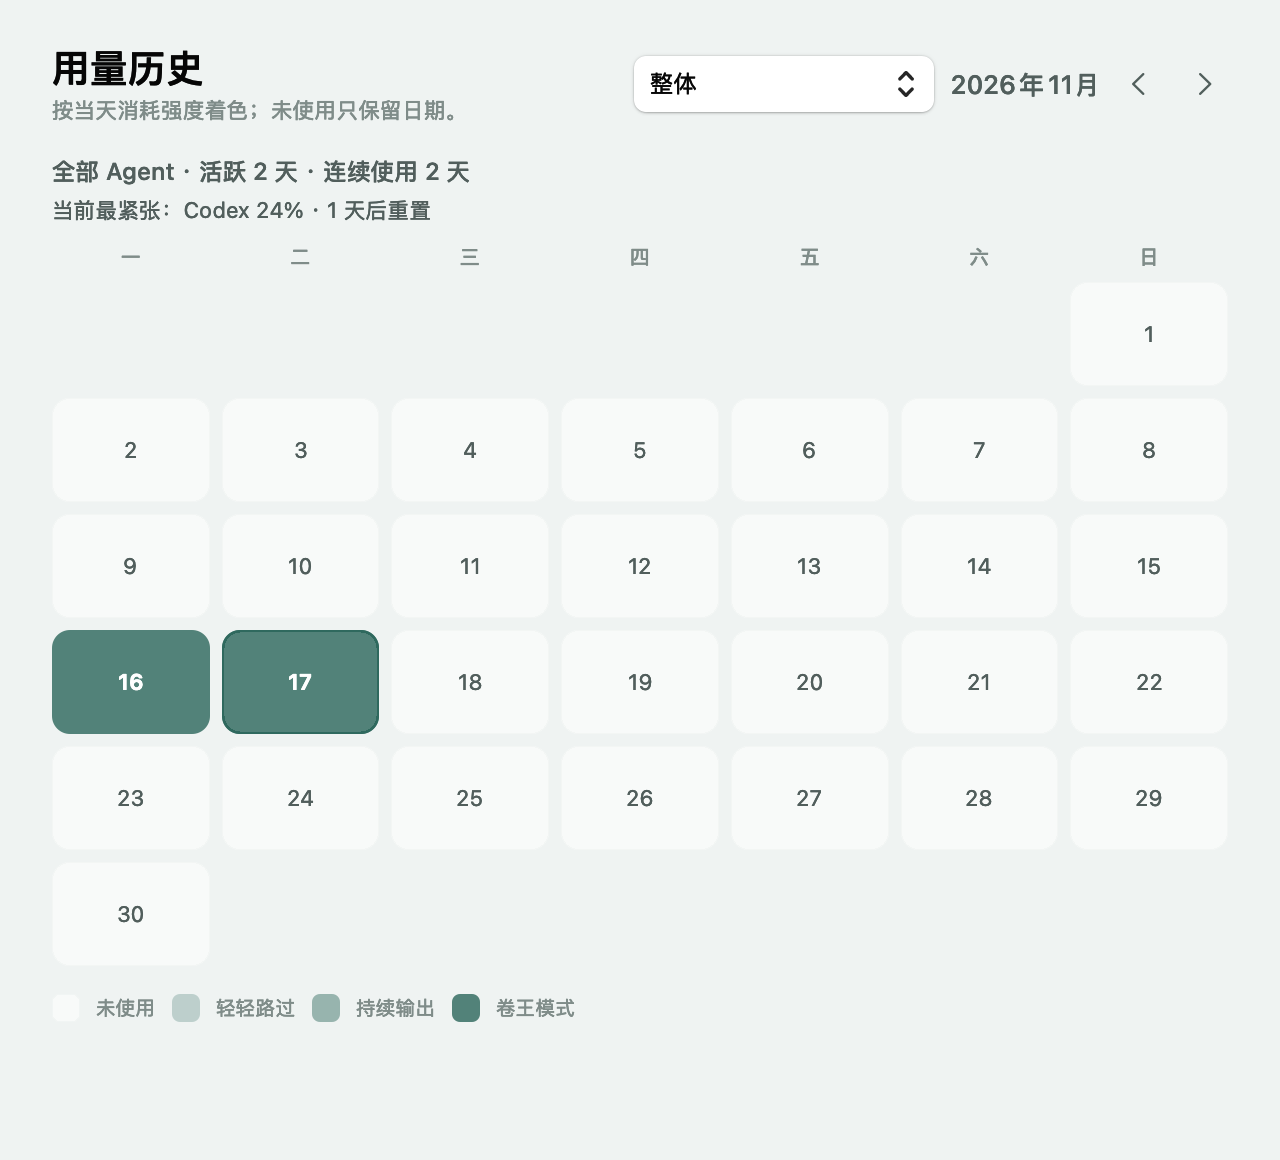 用量历史
按当天消耗强度着色；未使用只保留日期。
整体
2026年11月
全部 Agent · 活跃 2 天 · 连续使用 2 天
当前最紧张：Codex 24% · 1 天后重置
一 二 三 四 五 六 日
1
2 3 4 5 6 7 8
9 10 11 12 13 14 15
16 17 18 19 20 21 22
23 24 25 26 27 28 29
30
未使用 轻轻路过 持续输出 卷王模式